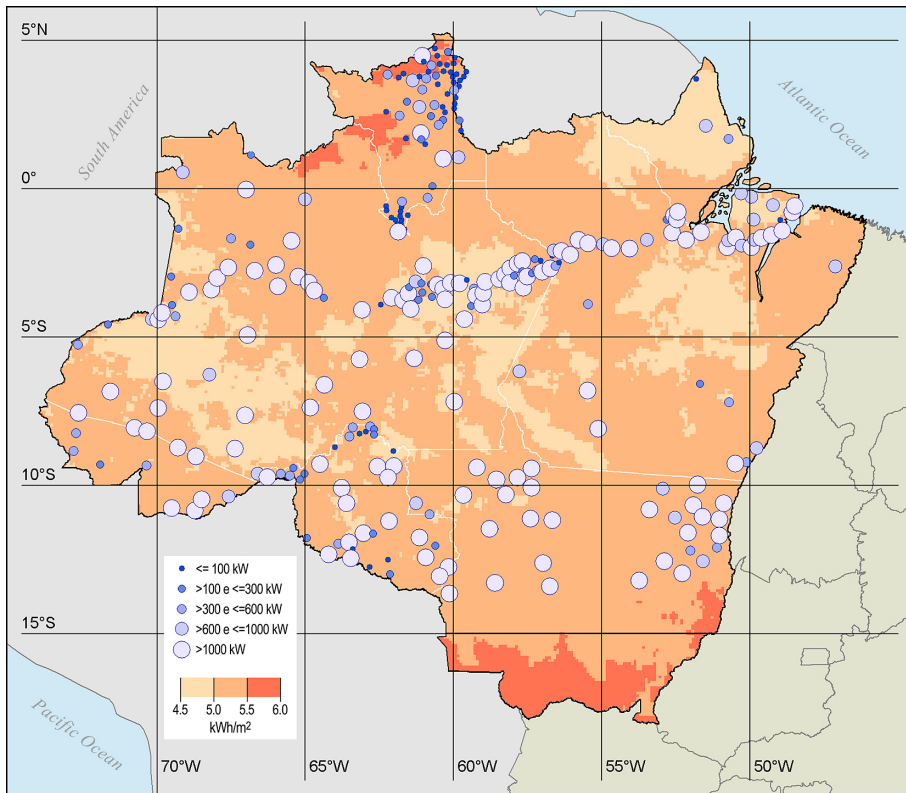 5°N
0°
5°S
10°S
15°S
South America
Atlantic Ocean
Pacific Ocean
<= 100 kW
>100 e <=300 kW
>300 e <=600 kW
>600 e <=1000 kW
>1000 kW
4.5 5.0 5.5 6.0
kWh/m²
70°W 65°W 60°W 55°W 50°W